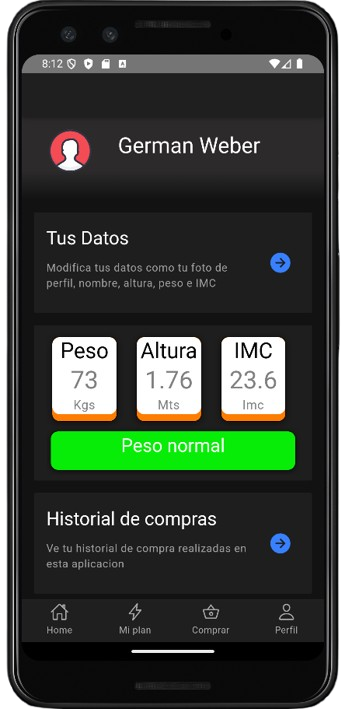 8:12
German Weber
Tus Datos
Modifica tus datos como tu foto de
perfil, nombre, altura, peso e IMC
Peso Altura IMC
73 1.76 23.6
Kgs Mts Imc
Peso normal
Historial de compras
Ve tu historial de compra realizadas en
esta aplicacion
Home Mi plan Comprar Perfil